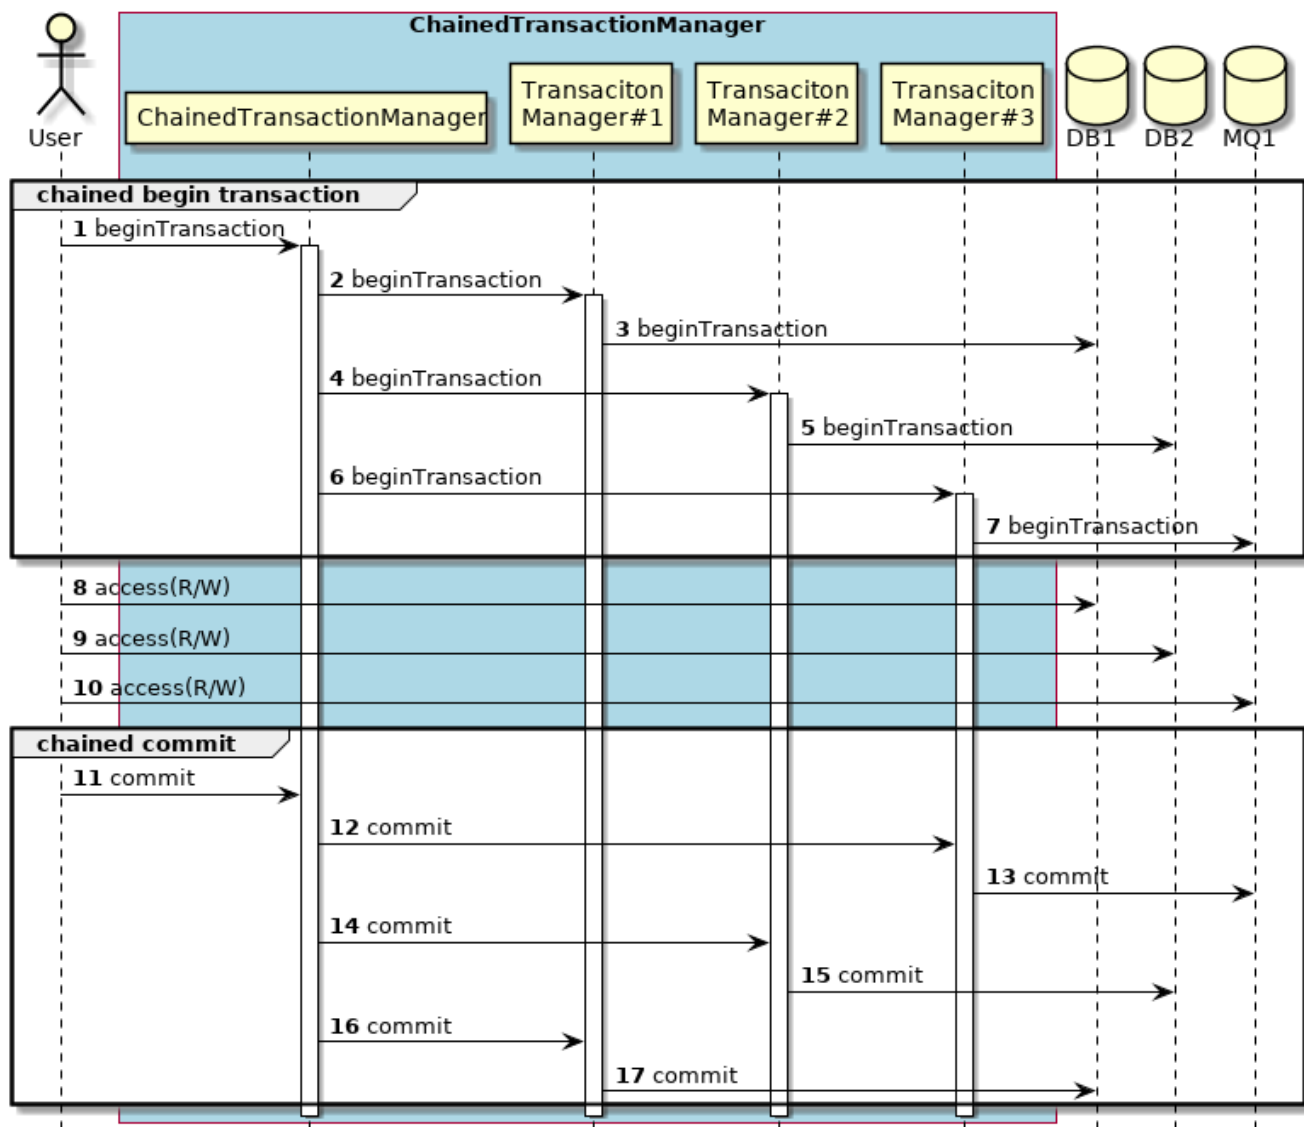 ChainedTransactionManager
User
ChainedTransactionManager
Transaciton
Manager#1
Transaciton
Manager#2
Transaciton
Manager#3
DB1
DB2
MQ1
chained begin transaction
1 beginTransaction
2 beginTransaction
3 beginTransaction
4 beginTransaction
5 beginTransaction
6 beginTransaction
7 beginTransaction
8 access(R/W)
9 access(R/W)
10 access(R/W)
chained commit
11 commit
12 commit
13 commit
14 commit
15 commit
16 commit
17 commit